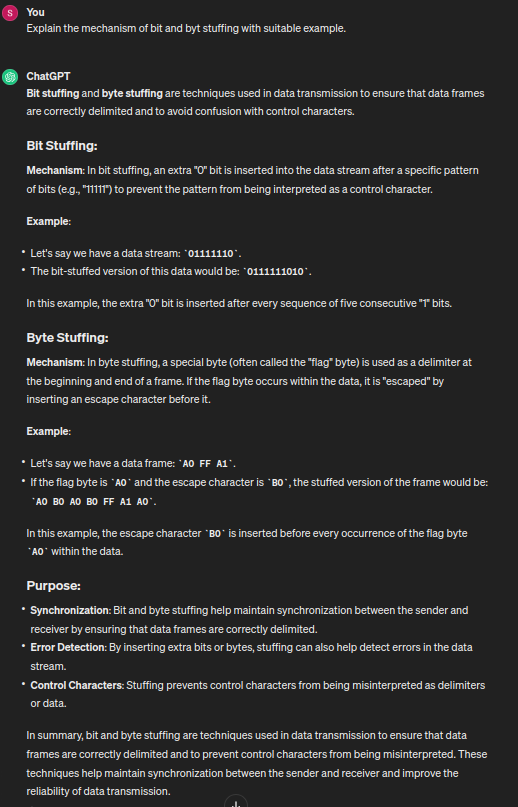 S You
Explain the mechanism of bit and byt stuffing with suitable example.
ChatGPT
Bit stuffing and byte stuffing are techniques used in data transmission to ensure that data frames
are correctly delimited and to avoid confusion with control characters.
Bit Stuffing:
Mechanism: In bit stuffing, an extra "0" bit is inserted into the data stream after a specific pattern
of bits (e.g., "11111") to prevent the pattern from being interpreted as a control character.
Example:
• Let's say we have a data stream: `01111110`.
• The bit-stuffed version of this data would be: `0111111010`.
In this example, the extra "0" bit is inserted after every sequence of five consecutive "1" bits.
Byte Stuffing:
Mechanism: In byte stuffing, a special byte (often called the "flag" byte) is used as a delimiter at
the beginning and end of a frame. If the flag byte occurs within the data, it is "escaped" by
inserting an escape character before it.
Example:
• Let's say we have a data frame: `A0 FF A1`.
• If the flag byte is `A0` and the escape character is `B0`, the stuffed version of the frame would be:
`A0 B0 A0 B0 FF A1 A0`.
In this example, the escape character `B0` is inserted before every occurrence of the flag byte
`A0` within the data.
Purpose:
• Synchronization: Bit and byte stuffing help maintain synchronization between the sender and
receiver by ensuring that data frames are correctly delimited.
• Error Detection: By inserting extra bits or bytes, stuffing can also help detect errors in the data
stream.
• Control Characters: Stuffing prevents control characters from being misinterpreted as delimiters
or data.
In summary, bit and byte stuffing are techniques used in data transmission to ensure that data
frames are correctly delimited and to prevent control characters from being misinterpreted. These
techniques help maintain synchronization between the sender and receiver and improve the
reliability of data transmission.